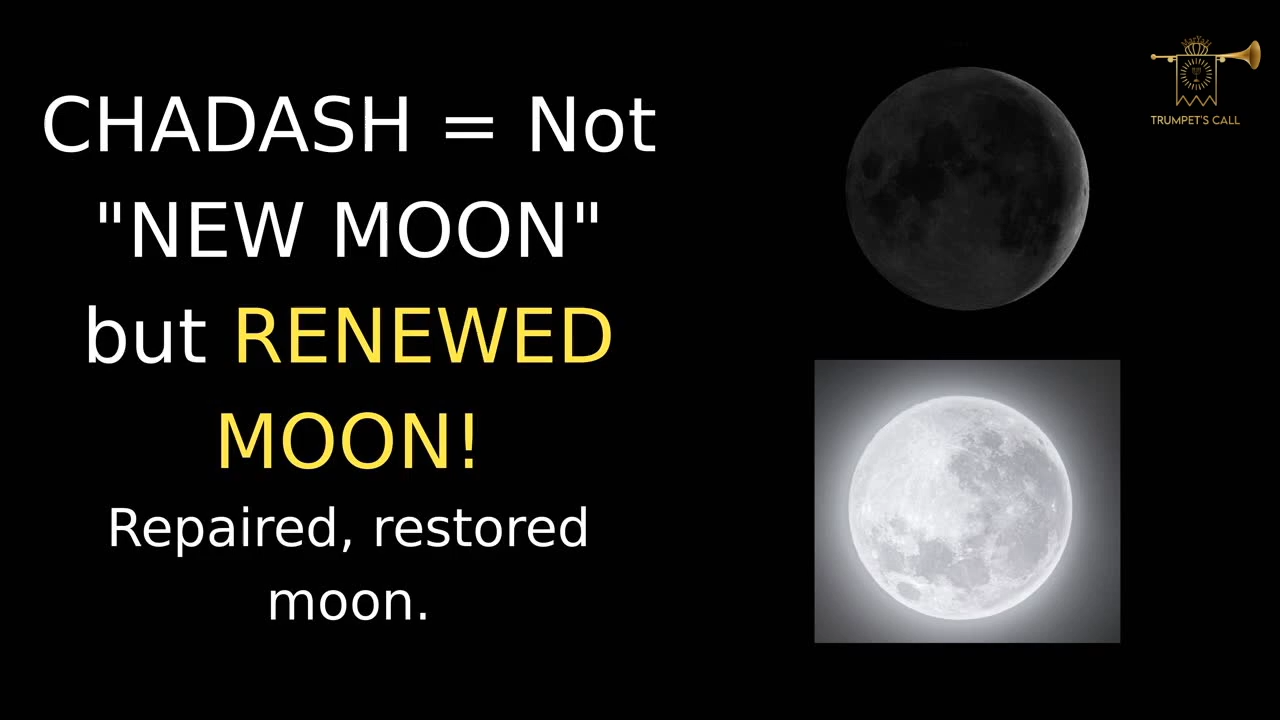 CHADASH = Not
"NEW MOON"
but RENEWED
MOON!
Repaired, restored
moon.
TRUMPET'S CALL